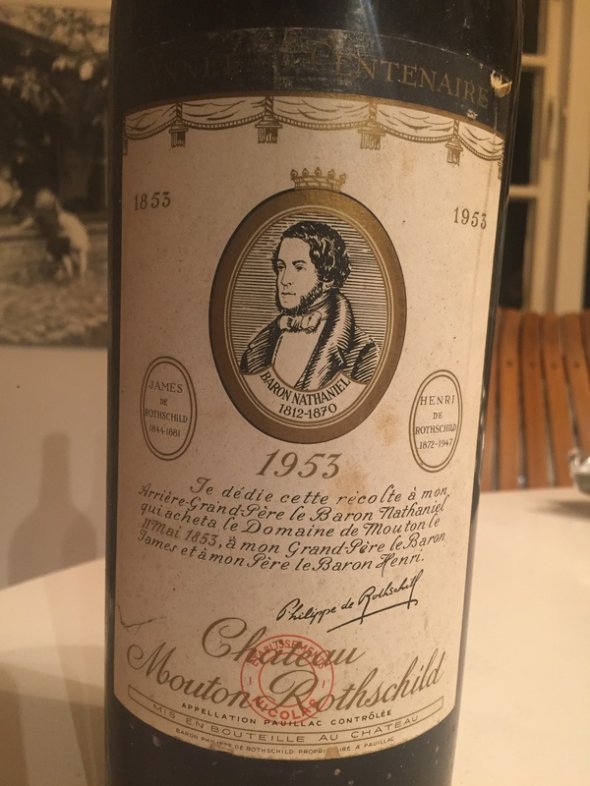 CENTENAIRE
1853
1953
BARON NATHANIEL
1812-1870
JAMES
DE
ROTHSCHILD
1844-1881
HENRI
DE
ROTHSCHILD
1872-1947
1953
Je dédie cette récolte à mon
Arrière-Grand-Père le Baron Nathaniel
qui acheta le Domaine de Mouton le
11 Mai 1853, à mon Grand-Père le Baron
James et à mon Père le Baron Henri.
Philippe de Rothschild
Château
Mouton Rothschild
ÉTABLISSEMENTS
NICOLAS
APPELLATION PAUILLAC CONTRÔLÉE
MIS EN BOUTEILLE AU CHATEAU
BARON PHILIPPE DE ROTHSCHILD PROPRIÉTAIRE A PAUILLAC